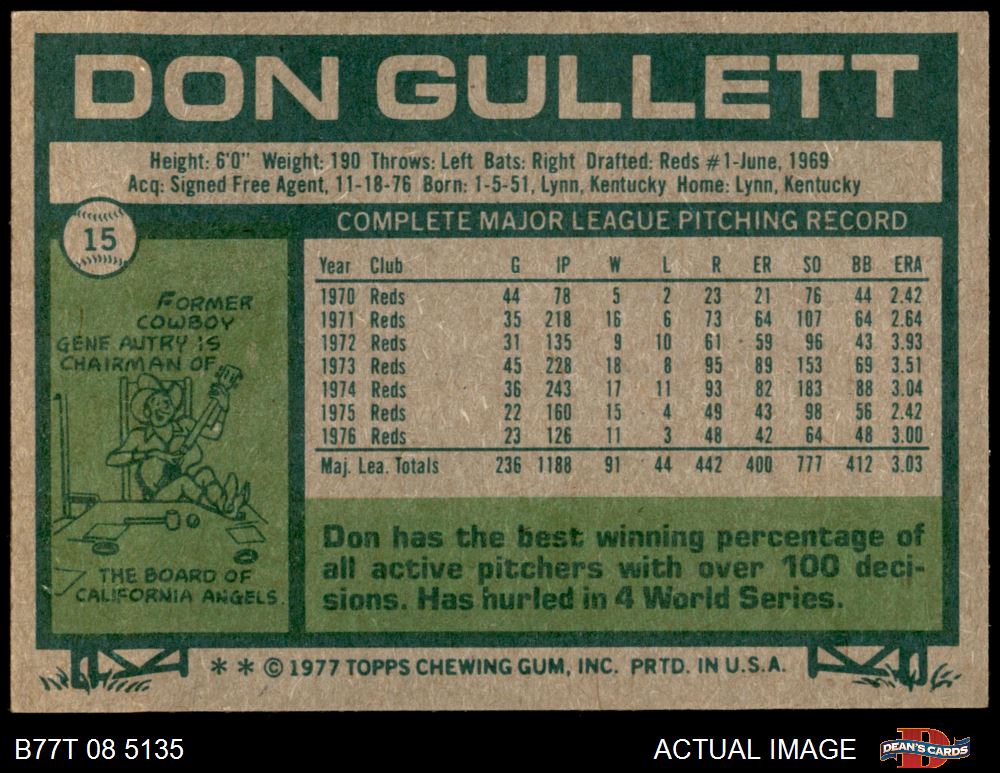 DON GULLETT
Height: 6'0" Weight: 190 Throws: Left Bats: Right Drafted: Reds #1-June, 1969
Acq: Signed Free Agent, 11-18-76 Born: 1-5-51, Lynn, Kentucky Home: Lynn, Kentucky
15
FORMER
COWBOY
GENE AUTRY IS
CHAIRMAN OF
THE BOARD OF
CALIFORNIA ANGELS.
COMPLETE MAJOR LEAGUE PITCHING RECORD
Year Club G IP W L R ER SO BB ERA
1970 Reds 44 78 5 2 23 21 76 44 2.42
1971 Reds 35 218 16 6 73 64 107 64 2.64
1972 Reds 31 135 9 10 61 59 96 43 3.93
1973 Reds 45 228 18 8 95 89 153 69 3.51
1974 Reds 36 243 17 11 93 82 183 88 3.04
1975 Reds 22 160 15 4 49 43 98 56 2.42
1976 Reds 23 126 11 3 48 42 64 48 3.00
Maj. Lea. Totals 236 1188 91 44 442 400 777 412 3.03
Don has the best winning percentage of
all active pitchers with over 100 deci-
sions. Has hurled in 4 World Series.
* * © 1977 TOPPS CHEWING GUM, INC. PRTD. IN U.S.A.
B77T 08 5135
ACTUAL IMAGE
DEAN'S CARDS